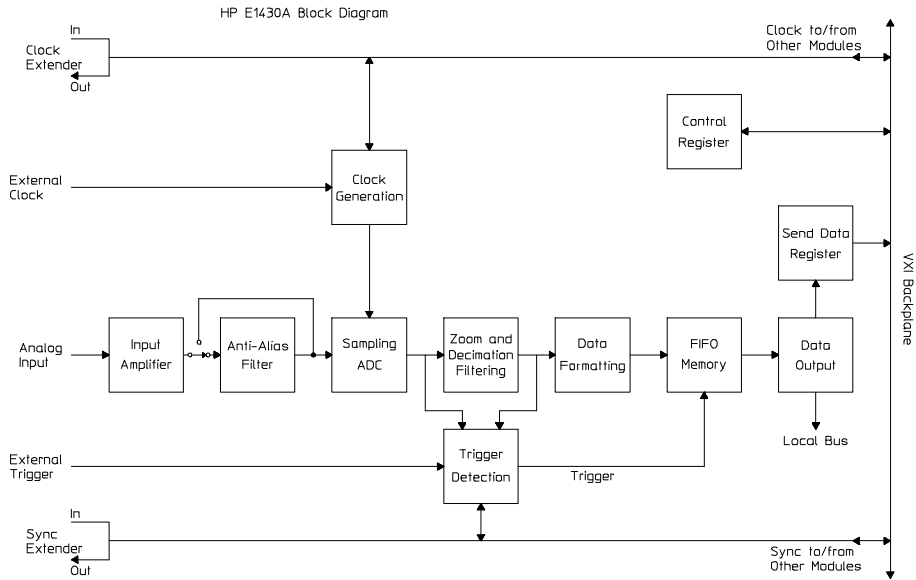 HP E1430A Block Diagram
In
Clock
Extender
Out
Clock to/from
Other Modules
Control
Register
External
Clock
Clock
Generation
Send Data
Register
VXI Backplane
Analog
Input
Input
Amplifier
Anti-Alias
Filter
Sampling
ADC
Zoom and
Decimation
Filtering
Data
Formatting
FIFO
Memory
Data
Output
Local Bus
External
Trigger
Trigger
Detection
Trigger
In
Sync
Extender
Out
Sync to/from
Other Modules